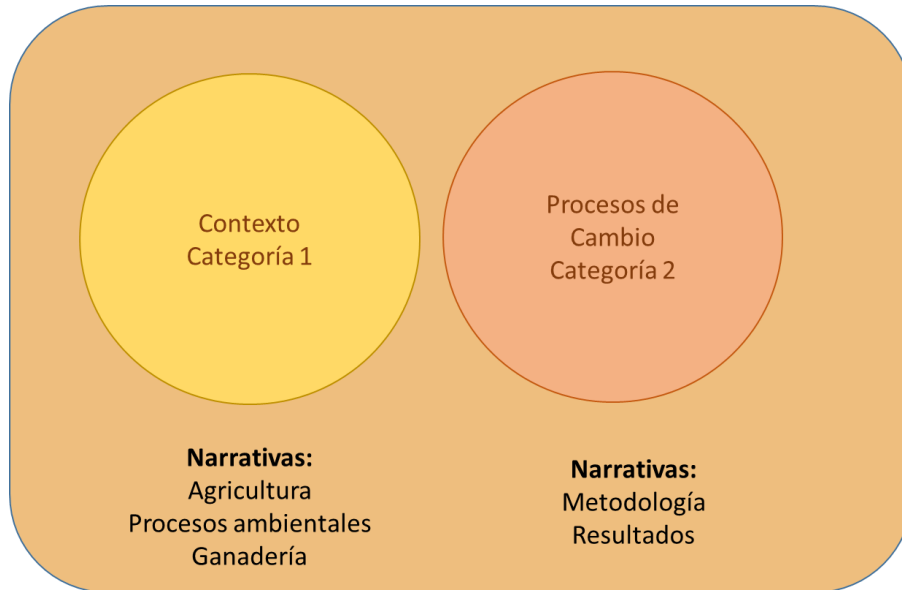 Contexto
Categoría 1
Procesos de
Cambio
Categoría 2
Narrativas:
Agricultura
Procesos ambientales
Ganadería
Narrativas:
Metodología
Resultados